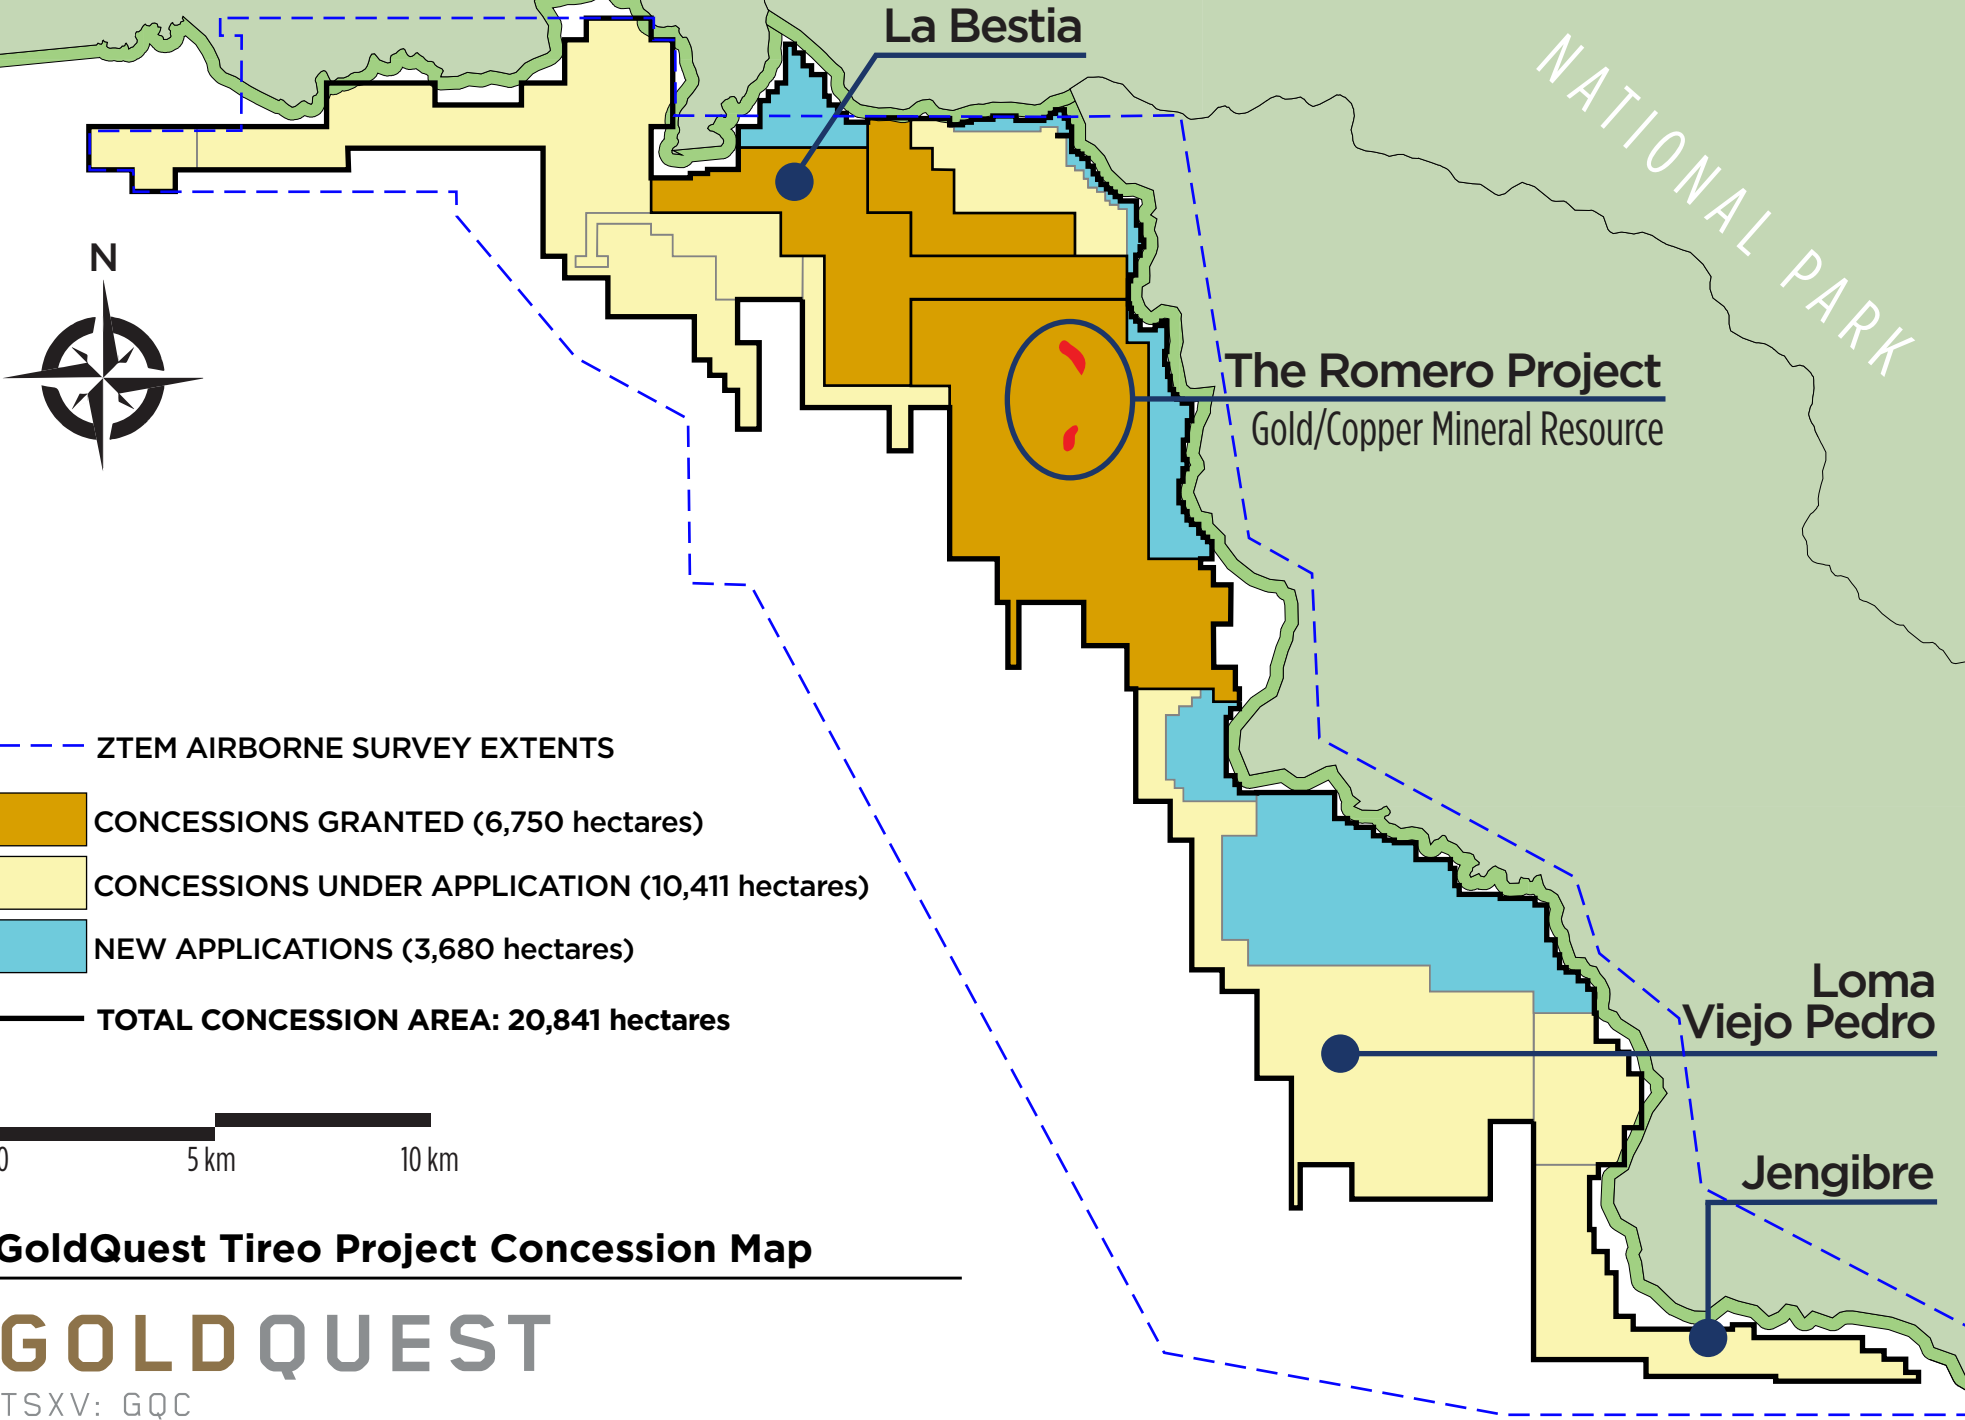 La Bestia
NATIONAL PARK
N
The Romero Project
Gold/Copper Mineral Resource
ZTEM AIRBORNE SURVEY EXTENTS
CONCESSIONS GRANTED (6,750 hectares)
CONCESSIONS UNDER APPLICATION (10,411 hectares)
NEW APPLICATIONS (3,680 hectares)
TOTAL CONCESSION AREA: 20,841 hectares
Loma
Viejo Pedro
0 5 km 10 km
Jengibre
GoldQuest Tireo Project Concession Map
GOLDQUEST
TSXV: GQC